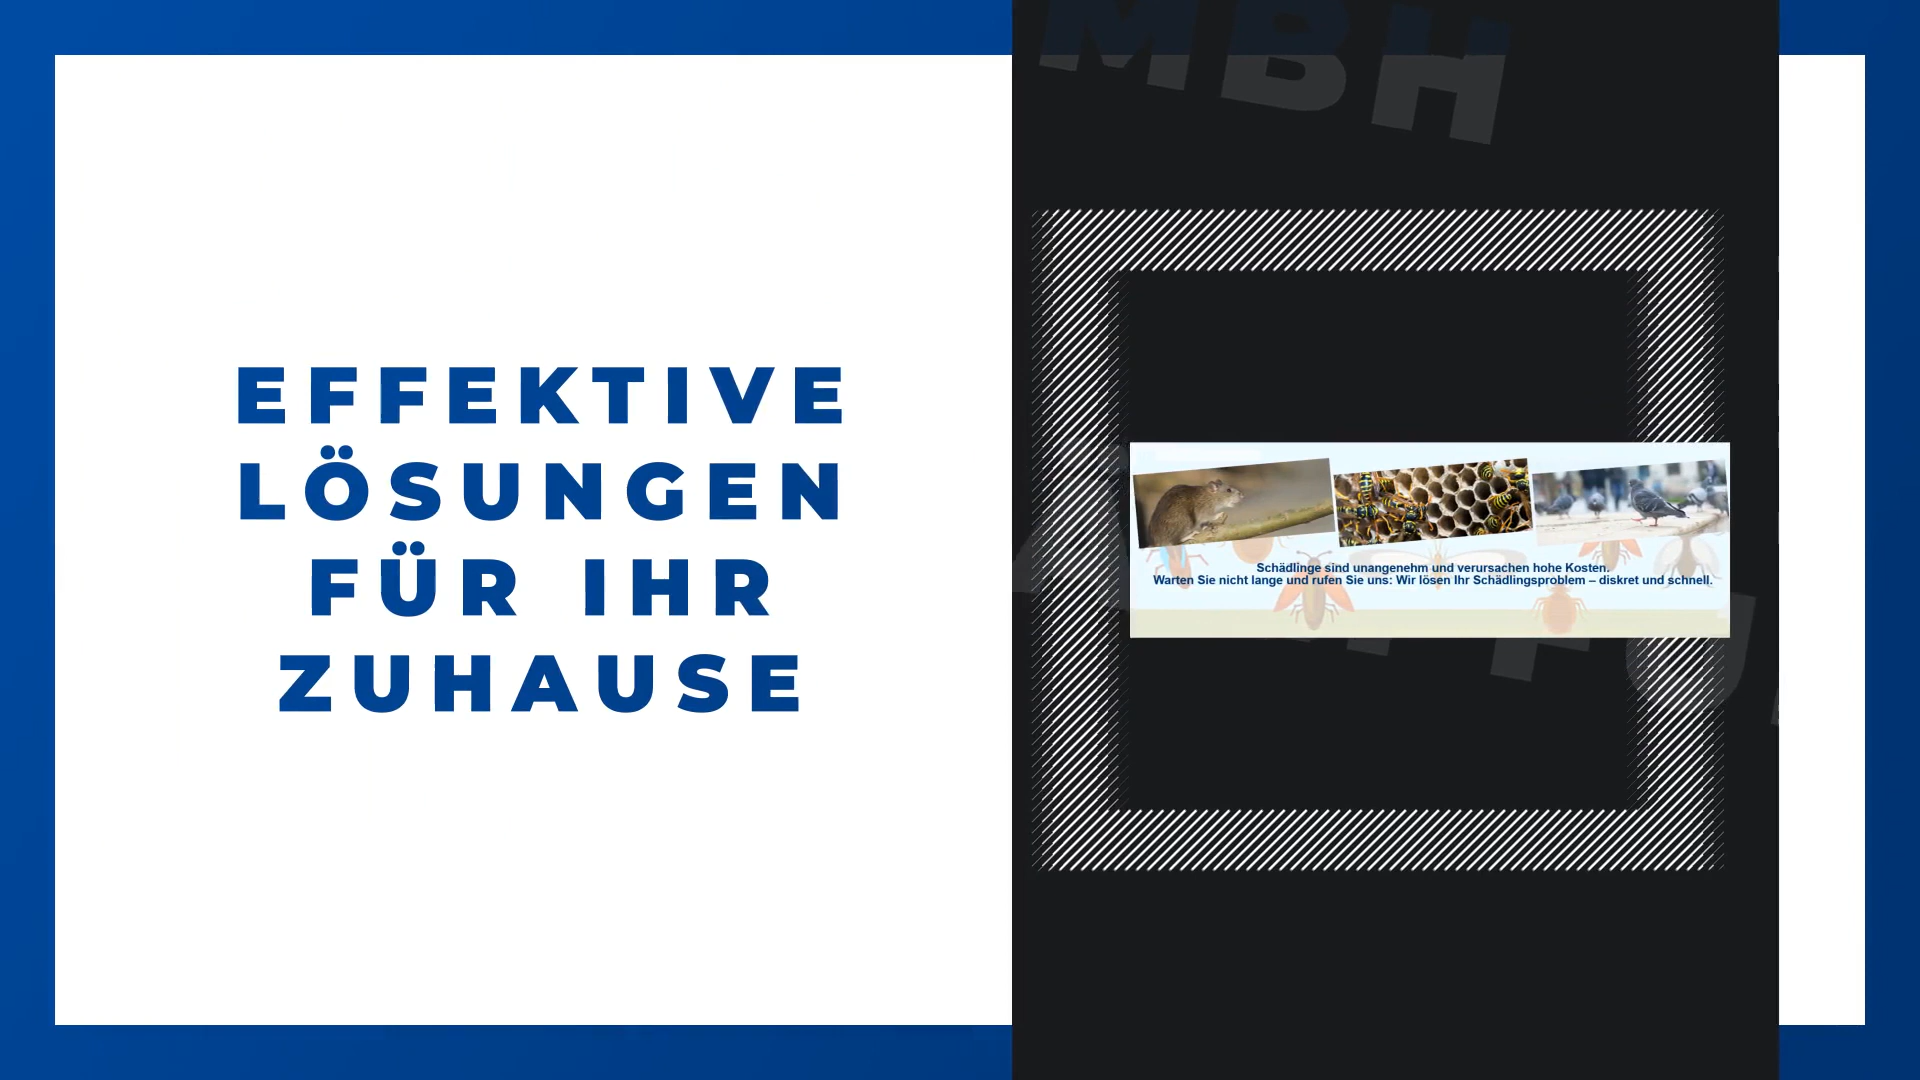 MBH
EFFEKTIVE
LÖSUNGEN
FÜR IHR
ZUHAUSE
Schädlinge sind unangenehm und verursachen hohe Kosten.
Warten Sie nicht lange und rufen Sie uns: Wir lösen Ihr Schädlingsproblem – diskret und schnell.